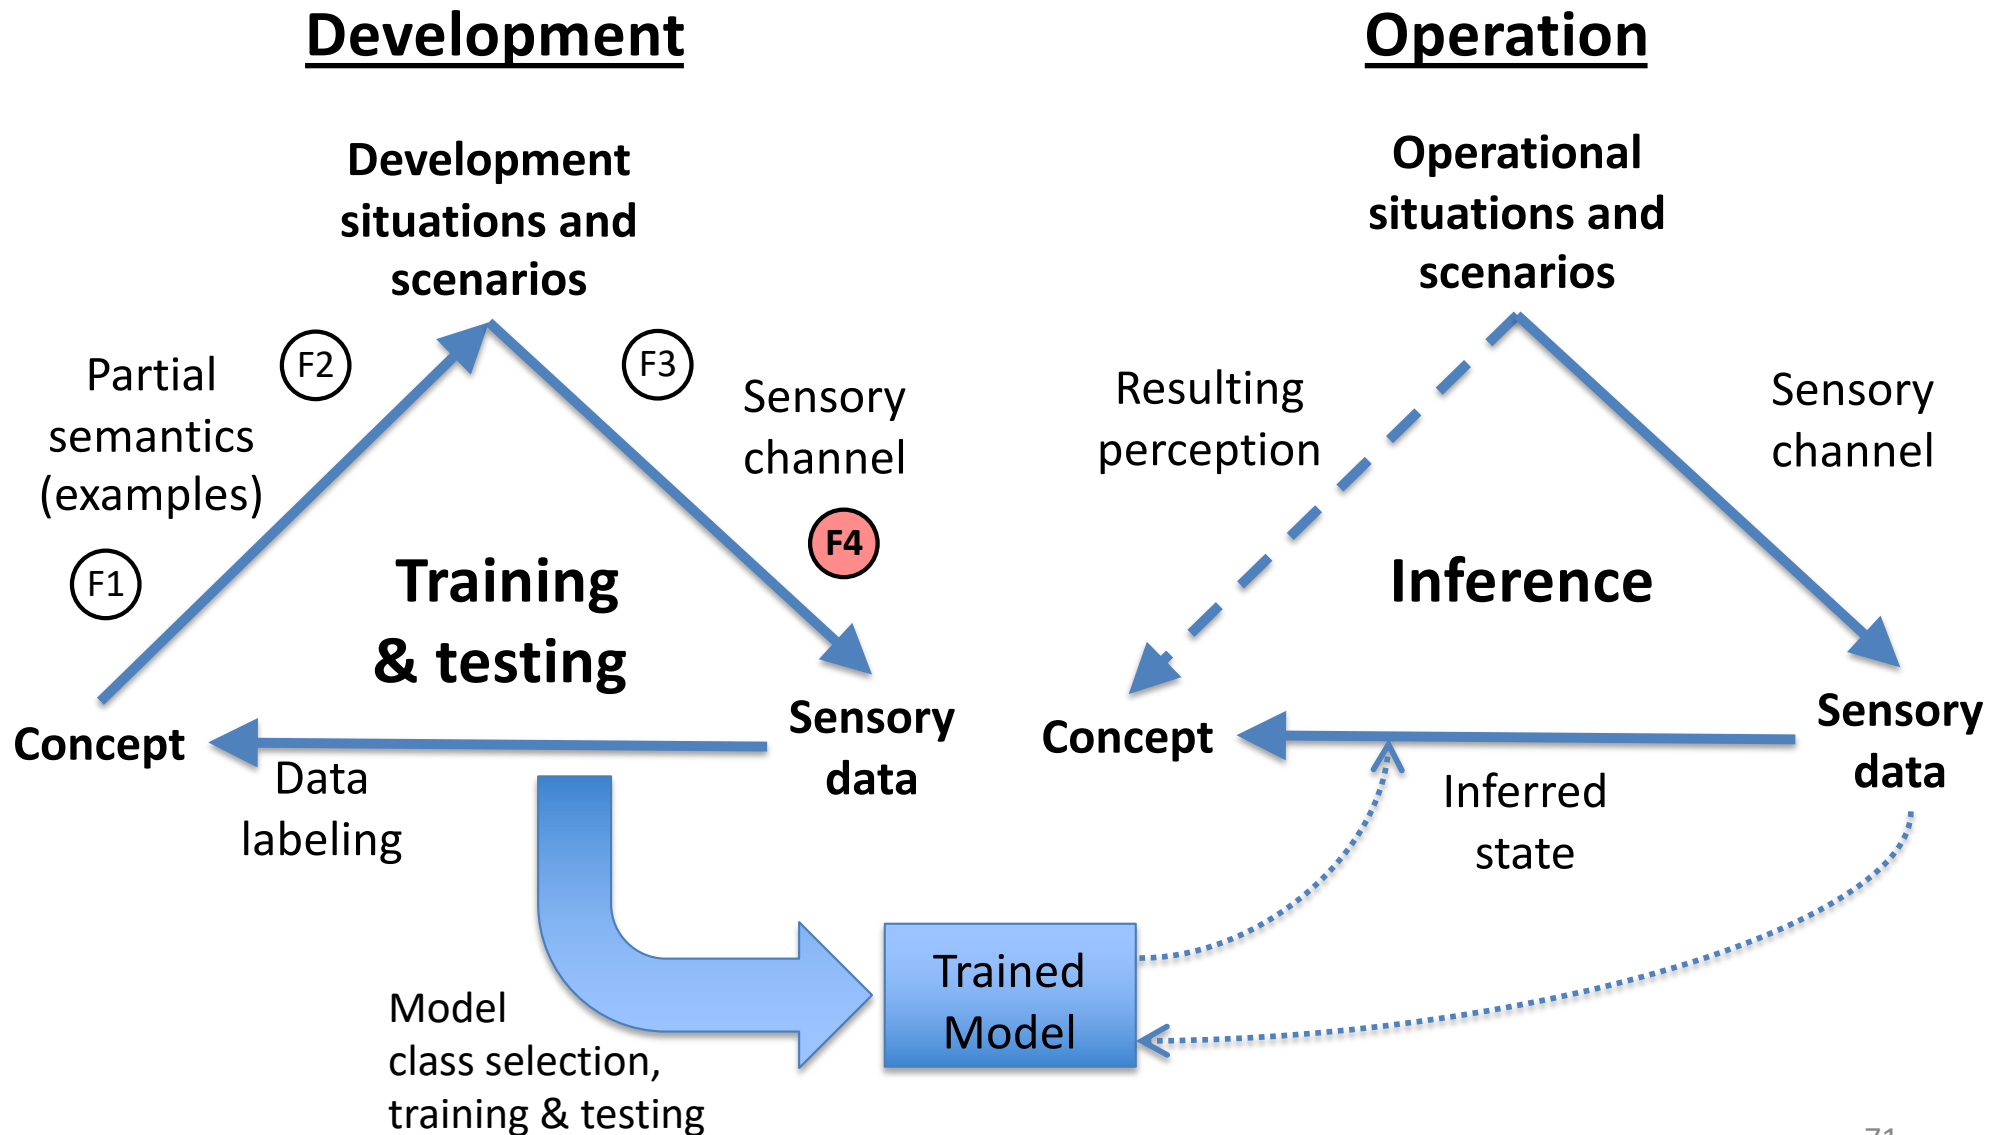 Development
Operation
Development
situations and
scenarios
Operational
situations and
scenarios
Partial
semantics
(examples)
F1
F2
F3
Sensory
channel
F4
Training
& testing
Concept
Sensory
data
Data
labeling
Resulting
perception
Sensory
channel
Inference
Concept
Sensory
data
Inferred
state
Model
class selection,
training & testing
Trained
Model
71